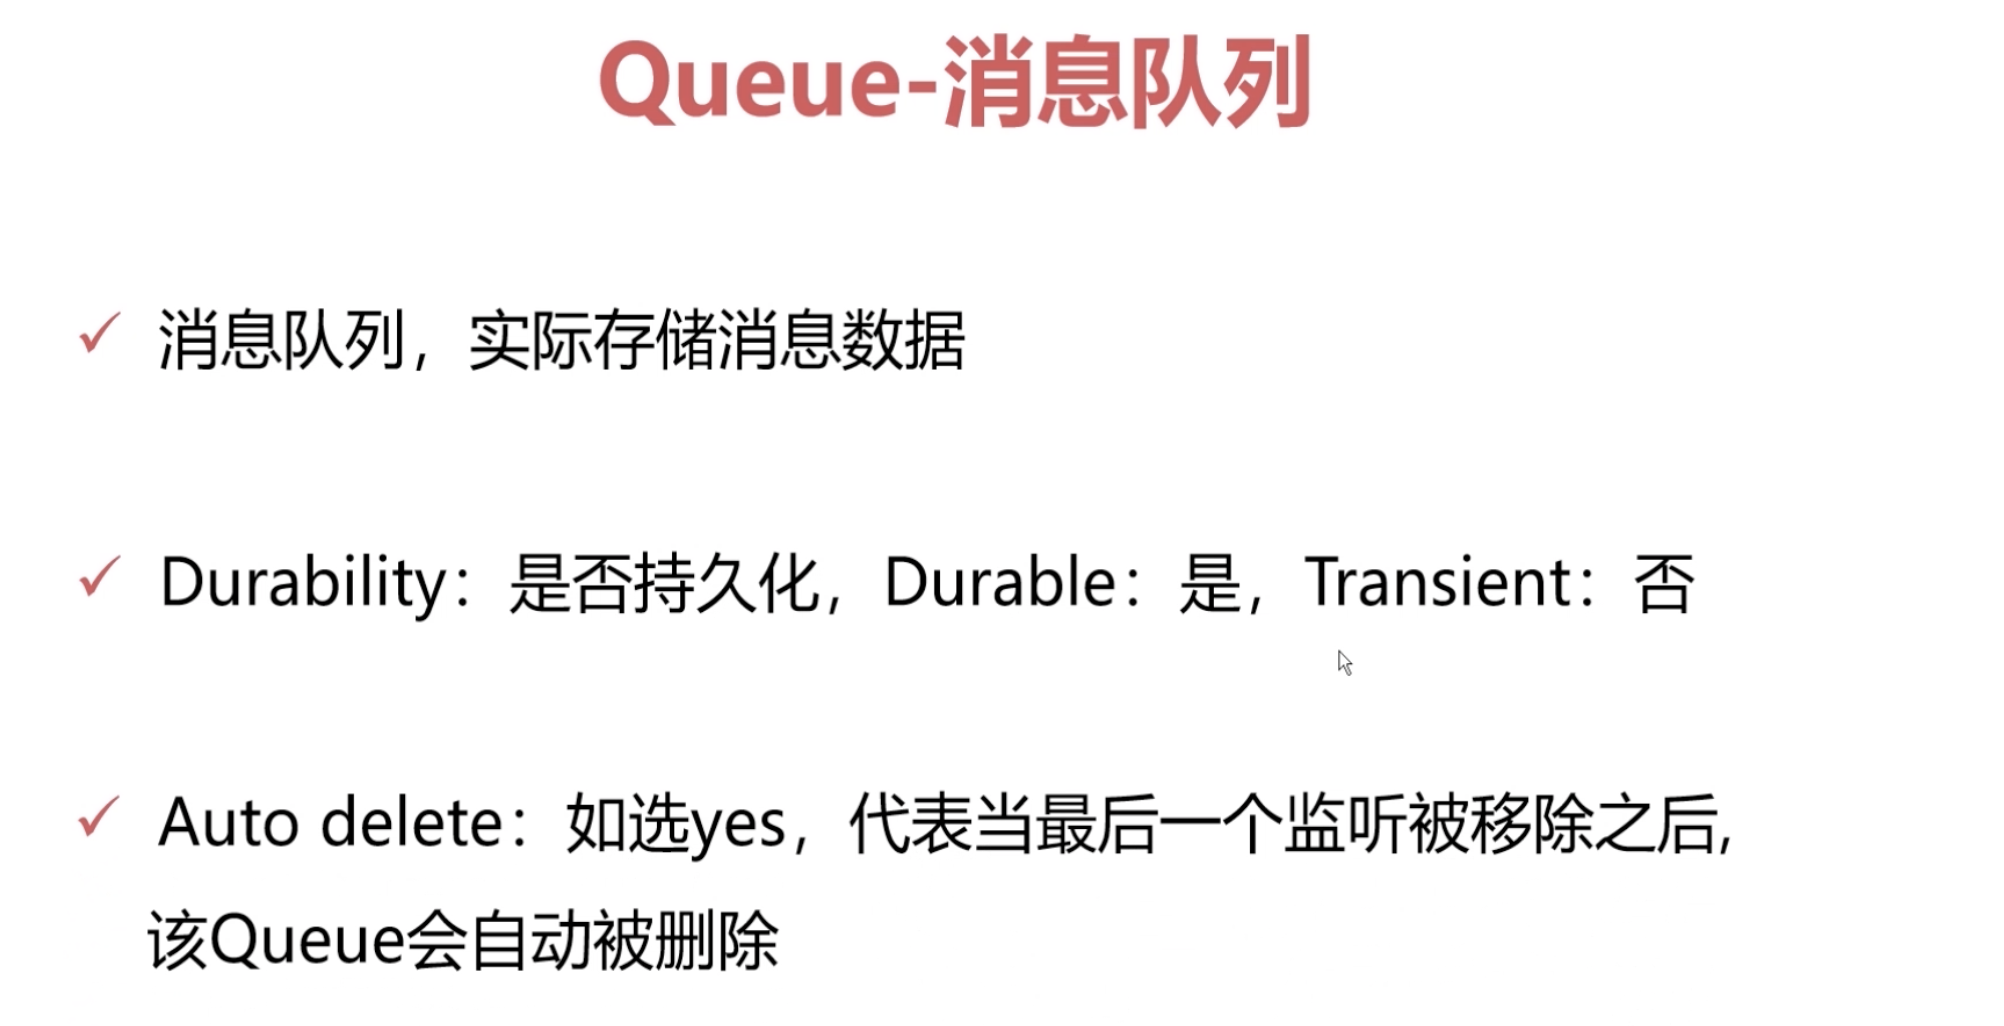 Queue-消息队列
消息队列，实际存储消息数据
Durability：是否持久化，Durable：是，Transient：否
Auto delete：如选yes，代表当最后一个监听被移除之后,
该Queue会自动被删除